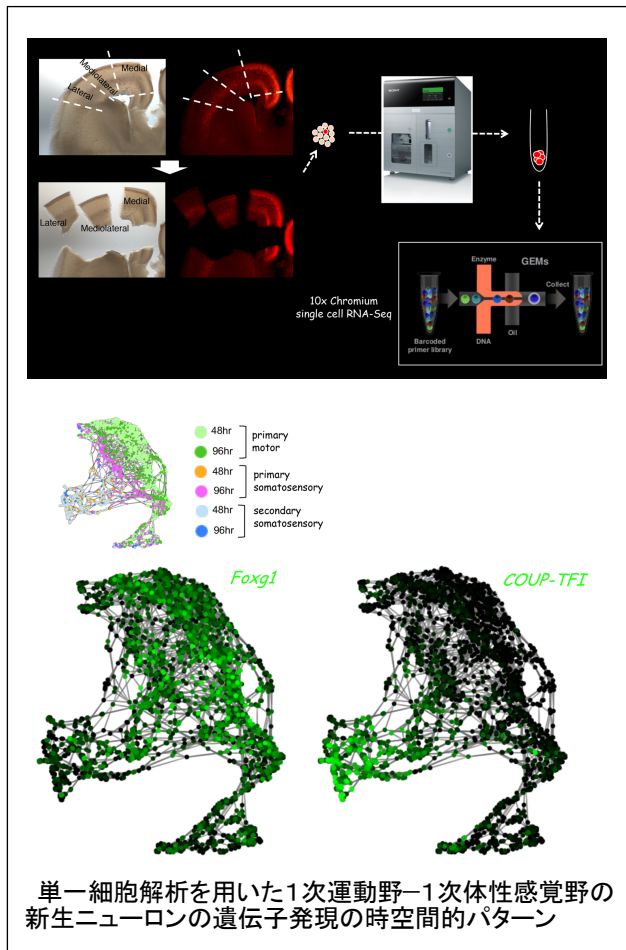 Medial
Mediolateral
Lateral
Medial
Lateral
Mediolateral
SONY
10x Chromium
single cell RNA-Seq
Enzyme
GEMs
Collect
Barcoded
primer library
DNA
Oil
48hr
96hr
primary
motor
48hr
96hr
primary
somatosensory
48hr
96hr
secondary
somatosensory
Foxg1
COUP-TFI
単一細胞解析を用いた1次運動野—1次体性感覚野の
新生ニューロンの遺伝子発現の時空間的パターン